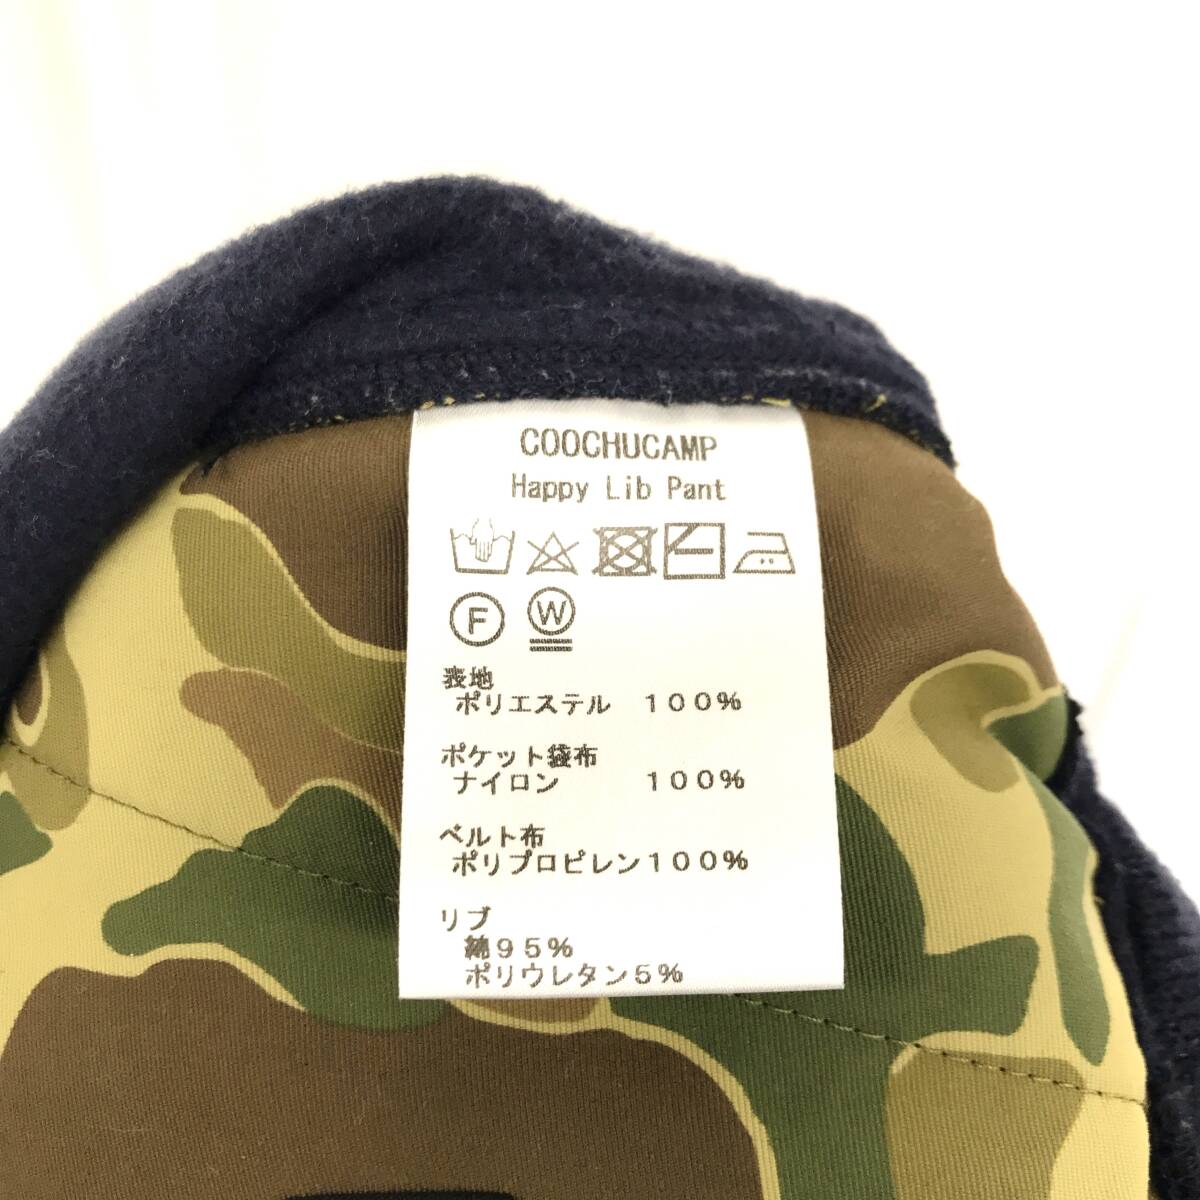 COOCHUCAMP
Happy Lib Pant
F W
表地
ポリエステル 100%
ポケット袋布
ナイロン 100%
ベルト布
ポリプロピレン100%
リブ
綿95%
ポリウレタン5%